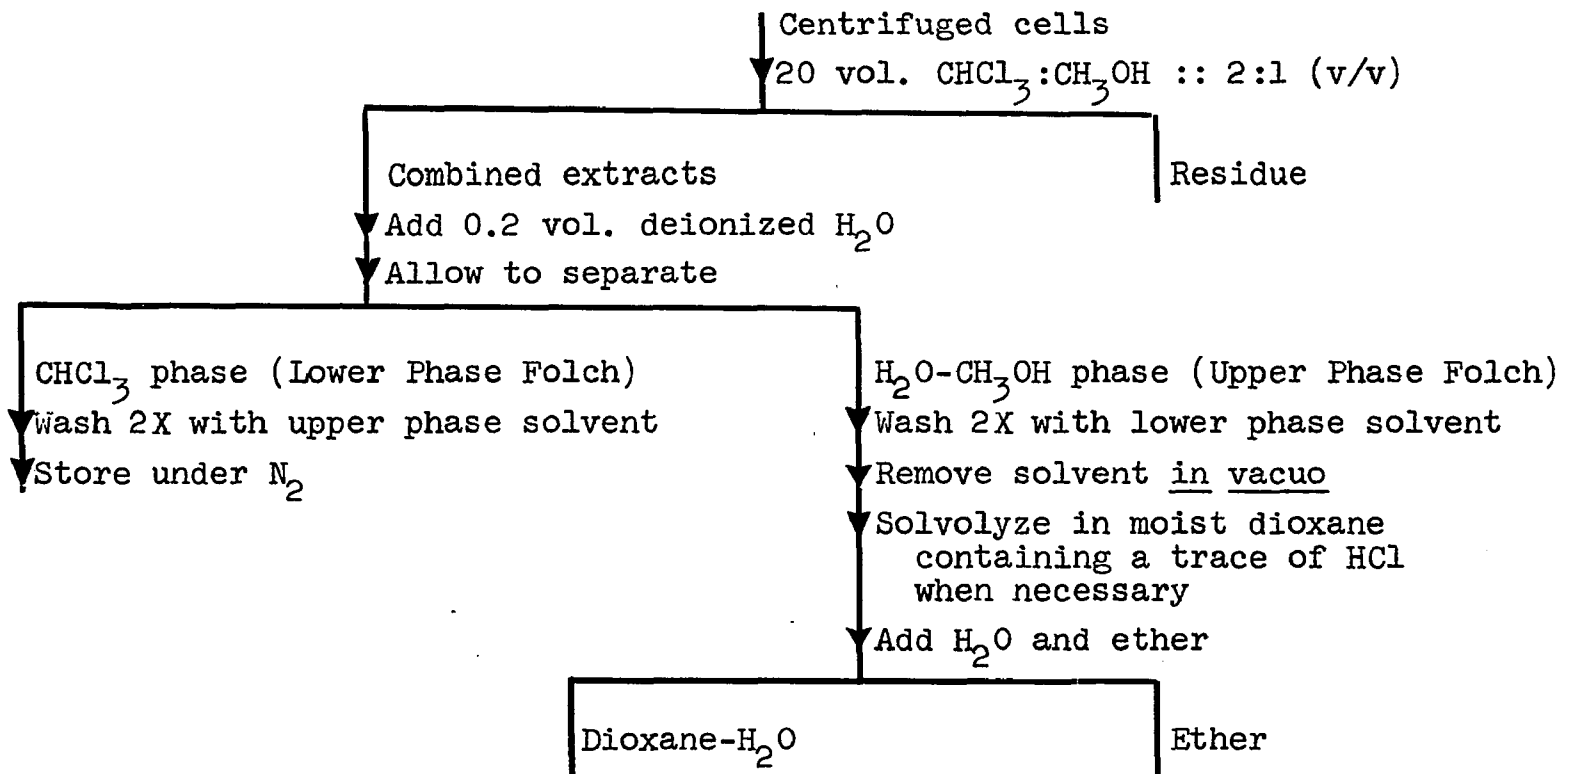 Centrifuged cells
20 vol. CHCl₃:CH₃OH :: 2:1 (v/v)
Combined extracts
Residue
Add 0.2 vol. deionized H₂O
Allow to separate
CHCl₃ phase (Lower Phase Folch)
Wash 2X with upper phase solvent
Store under N₂
H₂O-CH₃OH phase (Upper Phase Folch)
Wash 2X with lower phase solvent
Remove solvent in vacuo
Solvolyze in moist dioxane
containing a trace of HCl
when necessary
Add H₂O and ether
Dioxane-H₂O
Ether